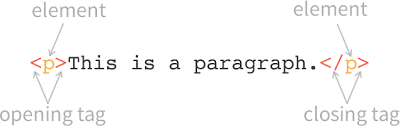 element element
<p>This is a paragraph.</p>
opening tag closing tag